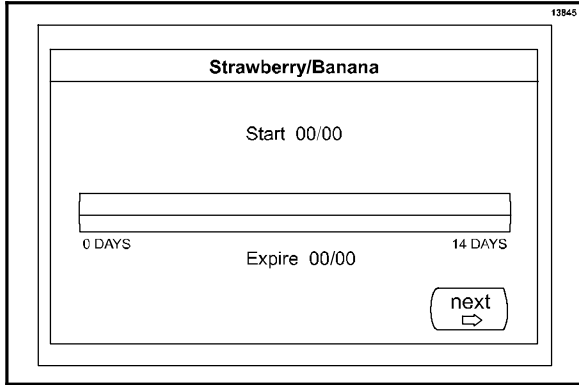 13845
Strawberry/Banana
Start 00/00
0 DAYS
14 DAYS
Expire 00/00
next